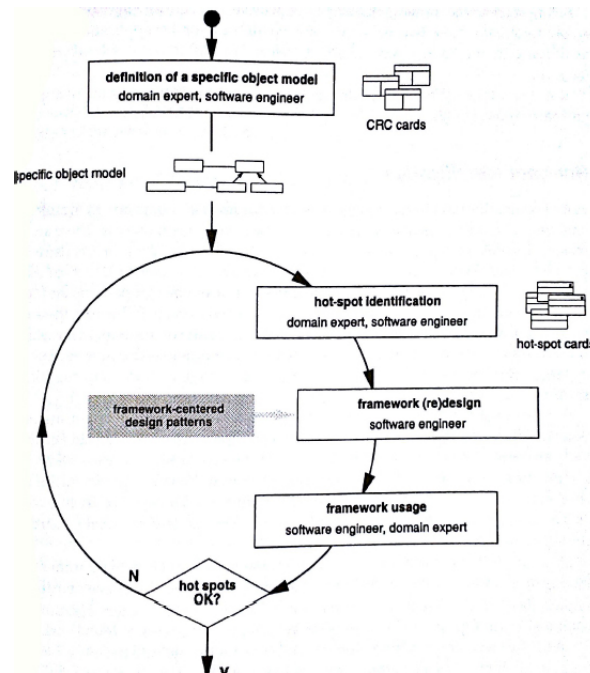 definition of a specific object model
domain expert, software engineer
CRC cards
specific object model
hot-spot identification
domain expert, software engineer
hot-spot cards
framework-centered
design patterns
framework (re)design
software engineer
framework usage
software engineer, domain expert
N
hot spots
OK?
Y